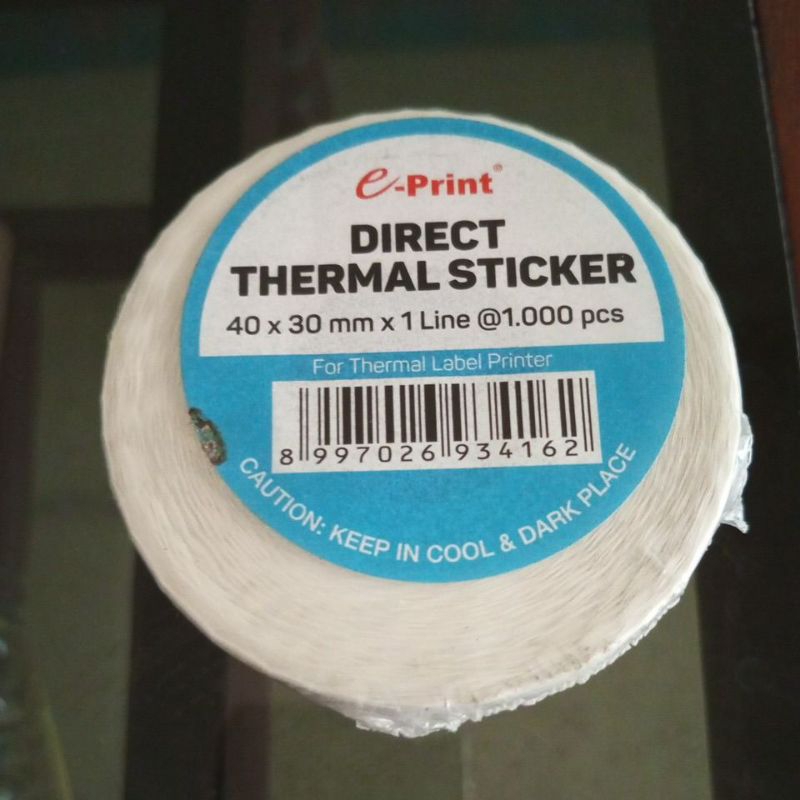 e-Print®
DIRECT
THERMAL STICKER
40 x 30 mm x 1 Line @1.000 pcs
For Thermal Label Printer
8 997026 934162
CAUTION: KEEP IN COOL & DARK PLACE